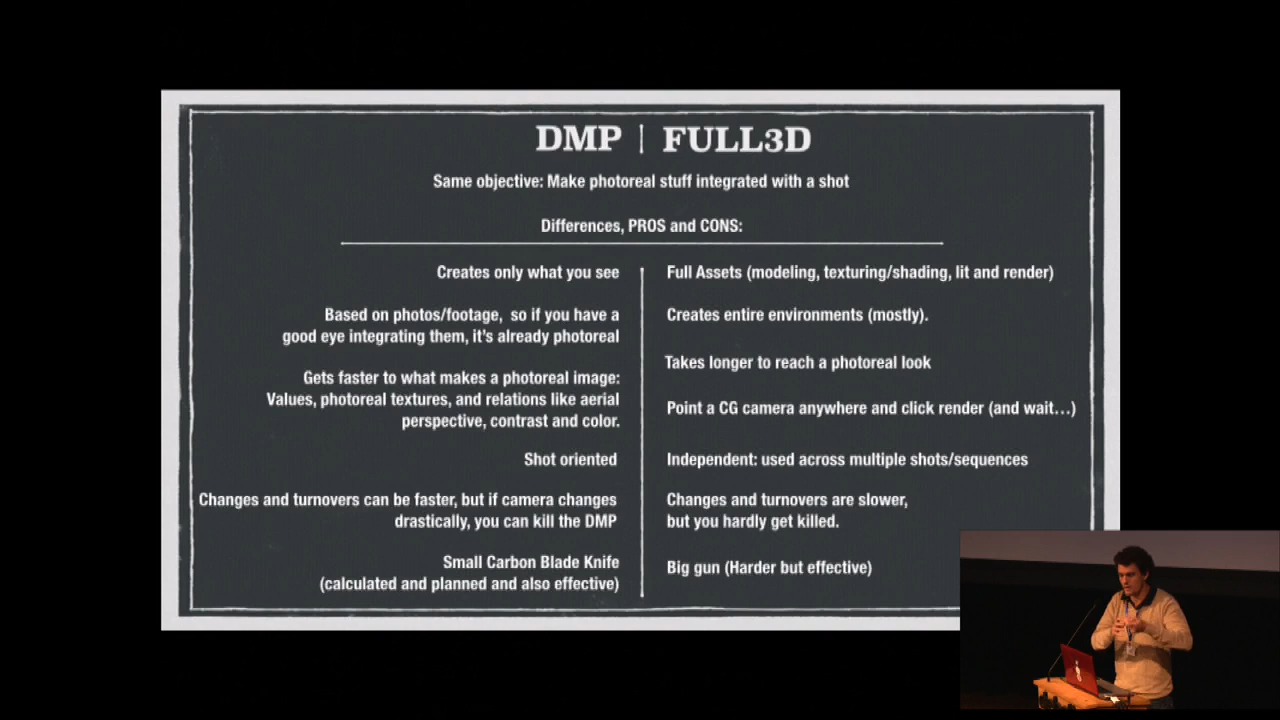 DMP | FULL3D
Same objective: Make photoreal stuff integrated with a shot
Differences, PROS and CONS:
Creates only what you see
Based on photos/footage, so if you have a
good eye integrating them, it's already photoreal
Gets faster to what makes a photoreal image:
Values, photoreal textures, and relations like aerial
perspective, contrast and color.
Shot oriented
Changes and turnovers can be faster, but if camera changes
drastically, you can kill the DMP
Small Carbon Blade Knife
(calculated and planned and also effective)
Full Assets (modeling, texturing/shading, lit and render)
Creates entire environments (mostly).
Takes longer to reach a photoreal look
Point a CG camera anywhere and click render (and wait…)
Independent: used across multiple shots/sequences
Changes and turnovers are slower,
but you hardly get killed.
Big gun (Harder but effective)